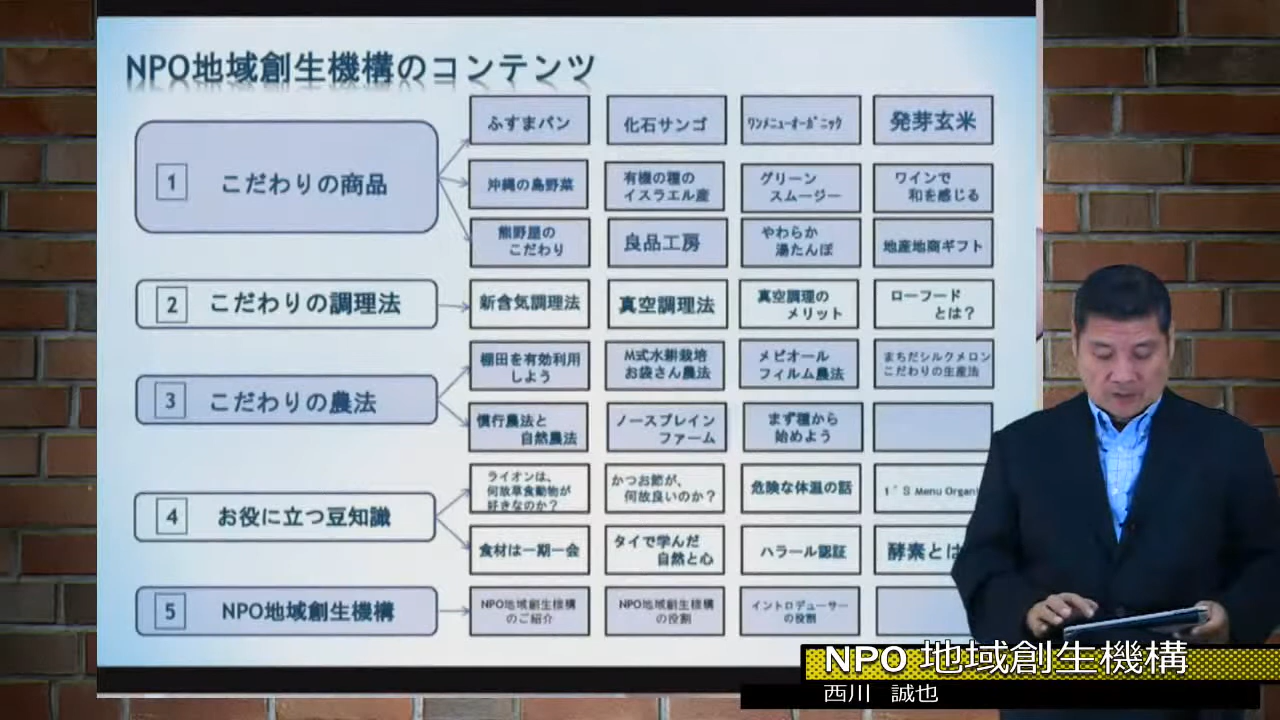 NPO地域創生機構のコンテンツ
1 こだわりの商品
ふすまパン
化石サンゴ
ワンメニューオーガニック
発芽玄米
沖縄の島野菜
有機の種の
イスラエル産
グリーン
スムージー
ワインで
和を感じる
熊野屋の
こだわり
良品工房
やわらか
湯たんぽ
地産地商ギフト
2 こだわりの調理法
新含気調理法
真空調理法
真空調理の
メリット
ローフード
とは?
3 こだわりの農法
棚田を有効利用
しよう
M式水耕栽培
お袋さん農法
メビオール
フィルム農法
まちだシルクメロン
こだわりの生産法
慣行農法と
自然農法
ノースプレイン
ファーム
まず種から
始めよう
4 お役に立つ豆知識
ライオンは、
何故草食動物が
好きなのか?
かつお節が、
何故良いのか?
危険な体温の話
1'S Menu Organi
食材は一期一会
タイで学んだ
自然と心
ハラール認証
酵素とは
5 NPO地域創生機構
NPO地域創生機構
のご紹介
NPO地域創生機構
の役割
イントロデューサー
の役割
NPO 地域創生機構
西川 誠也